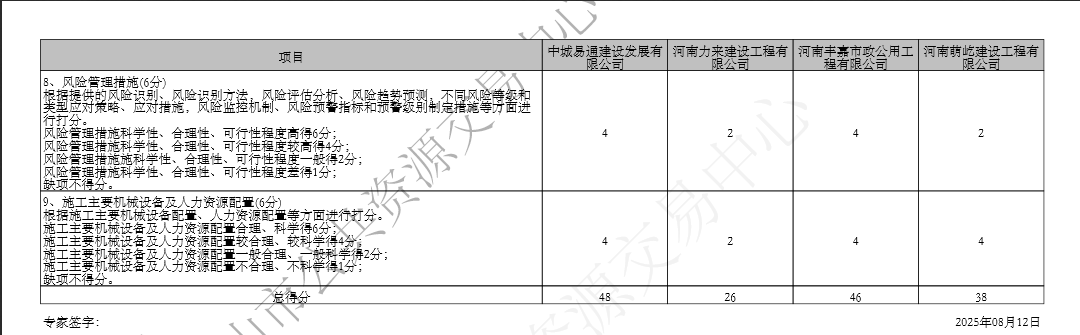 项目
中城易通建设发展有限公司
河南力来建设工程有限公司
河南丰嘉市政公用工程有限公司
河南萌屹建设工程有限公司
8、风险管理措施(6分)
根据提供的风险识别、风险识别方法，风险评估分析、风险趋势预测，不同风险等级和
类型应对策略、应对措施，风险监控机制、风险预警指标和预警级别制定措施等方面进
行打分。
风险管理措施科学性、合理性、可行性程度高得6分；
风险管理措施科学性、合理性、可行性程度较高得4分；
风险管理措施施科学性、合理性、可行性程度一般得2分；
风险管理措施科学性、合理性、可行性程度差得1分；
缺项不得分。
4
2
4
2
9、施工主要机械设备及人力资源配置(6分)
根据施工主要机械设备配置、人力资源配置等方面进行打分。
施工主要机械设备及人力资源配置合理、科学得6分；
施工主要机械设备及人力资源配置较合理、较科学得4分；
施工主要机械设备及人力资源配置一般合理、一般科学得2分；
施工主要机械设备及人力资源配置不合理、不科学得1分；
缺项不得分。
4
2
4
4
总得分
48
26
46
38
专家签字：
2025年08月12日
山市公共资源交易中心
资源交易中心